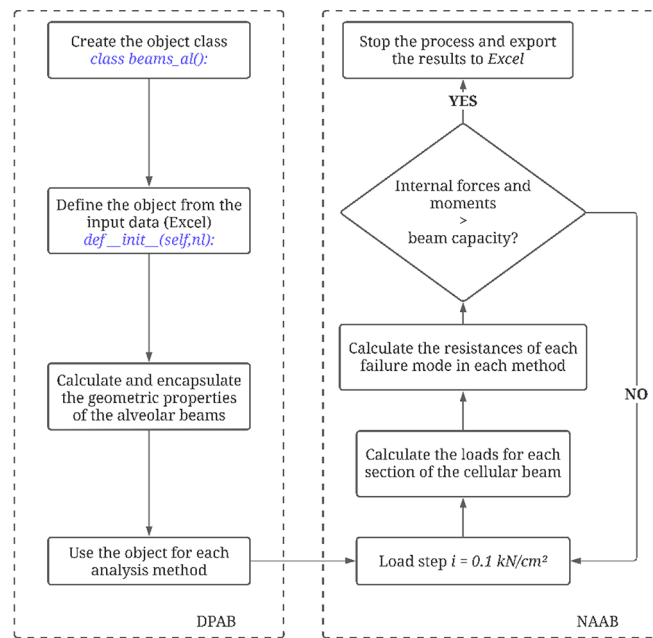 Create the object class
class beams_al():
Define the object from the
input data (Excel)
def__init__(self,nl):
Calculate and encapsulate
the geometric properties
of the alveolar beams
Use the object for each
analysis method
DPAB
Stop the process and export
the results to Excel
YES
Internal forces and
moments
>
beam capacity?
NO
Calculate the resistances of each
failure mode in each method
Calculate the loads for each
section of the cellular beam
Load step i = 0.1 kN/cm²
NAAB